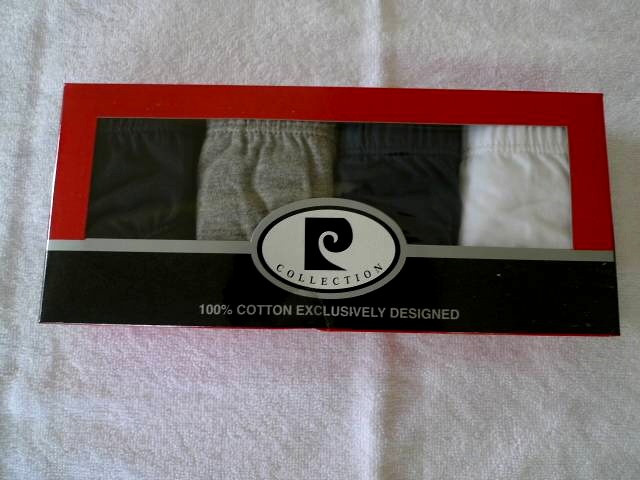 P
COLLECTION
100% COTTON EXCLUSIVELY DESIGNED